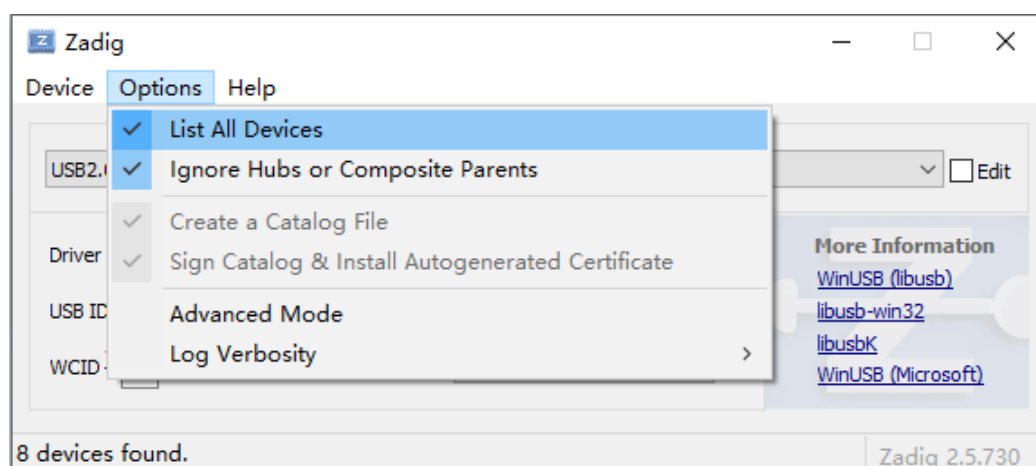 Zadig
Device Options Help
List All Devices
USB2. Ignore Hubs or Composite Parents Edit
Create a Catalog File
Driver Sign Catalog & Install Autogenerated Certificate
More Information
WinUSB (libusb)
USB ID Advanced Mode
libusb-win32
Log Verbosity
libusbK
WCID
WinUSB (Microsoft)
8 devices found.
Zadig 2.5.730